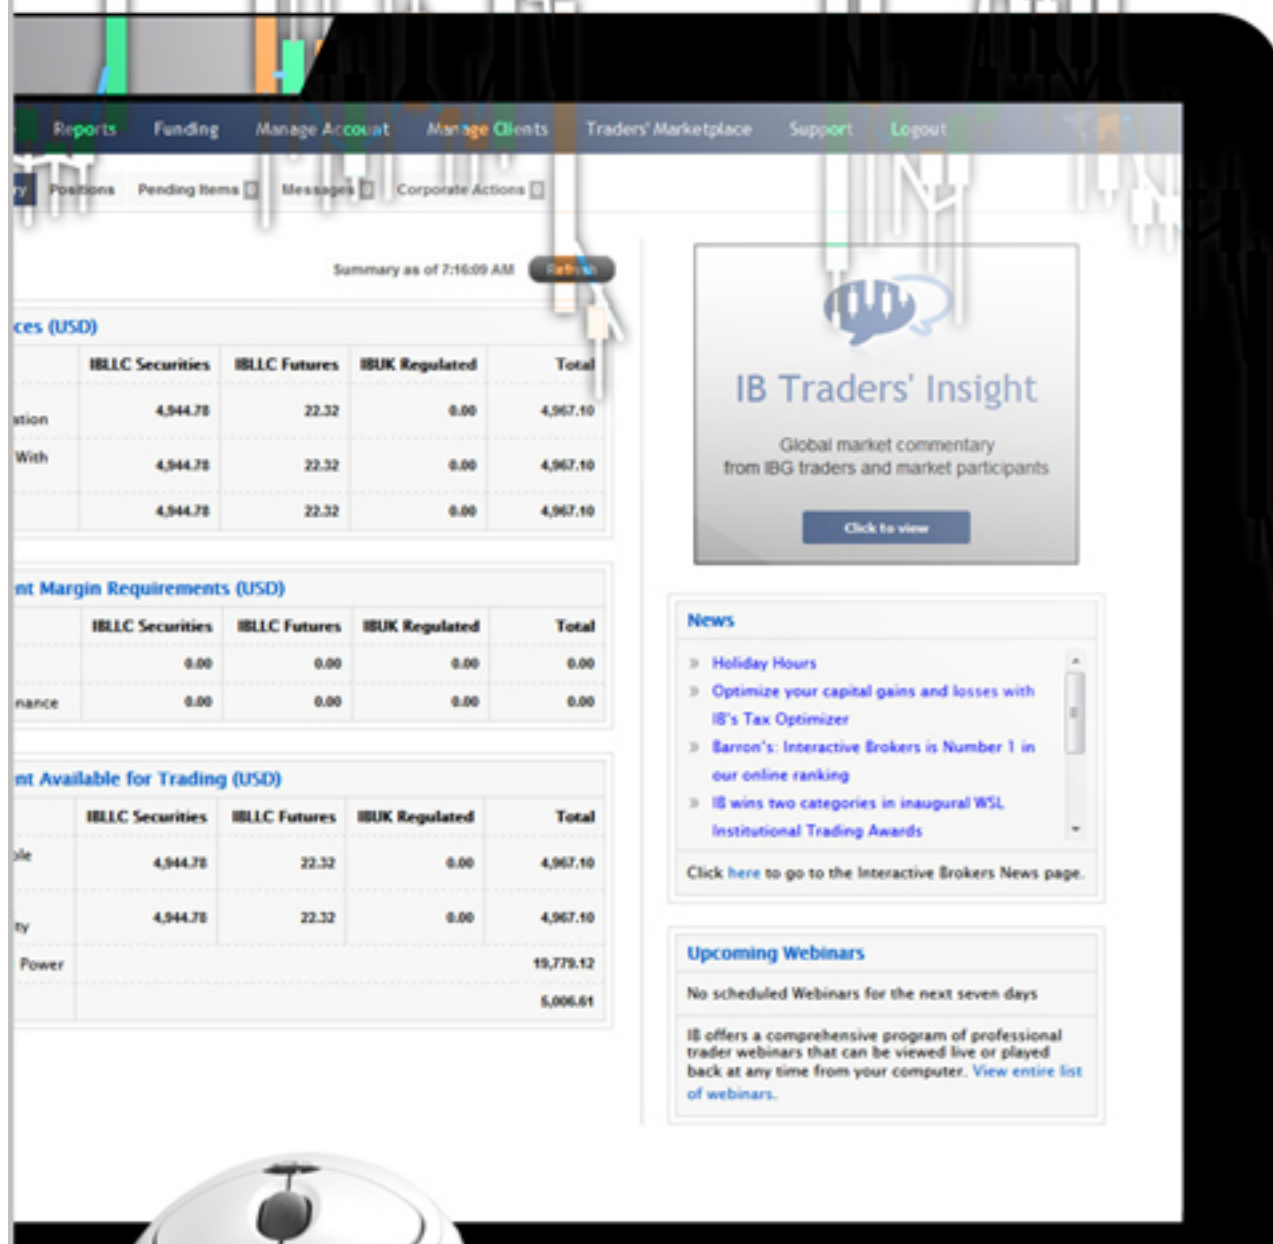 Reports Funding Manage Account Manage Clients Traders' Marketplace Support Logout
Positions Pending Items Messages Corporate Actions
Summary as of 7:16:09 AM Refresh
ces (USD)
IBLLC Securities IBLLC Futures IBUK Regulated Total
ation 4,944.78 22.32 0.00 4,967.10
With 4,944.78 22.32 0.00 4,967.10
4,944.78 22.32 0.00 4,967.10
nt Margin Requirements (USD)
IBLLC Securities IBLLC Futures IBUK Regulated Total
0.00 0.00 0.00 0.00
nance 0.00 0.00 0.00 0.00
nt Available for Trading (USD)
IBLLC Securities IBLLC Futures IBUK Regulated Total
ble 4,944.78 22.32 0.00 4,967.10
ity 4,944.78 22.32 0.00 4,967.10
Power 19,779.12
5,006.61
IB Traders' Insight
Global market commentary
from IBG traders and market participants
Click to view
News
» Holiday Hours
» Optimize your capital gains and losses with
IB's Tax Optimizer
» Barron's: Interactive Brokers is Number 1 in
our online ranking
» IB wins two categories in inaugural WSL
Institutional Trading Awards
Click here to go to the Interactive Brokers News page.
Upcoming Webinars
No scheduled Webinars for the next seven days
IB offers a comprehensive program of professional
trader webinars that can be viewed live or played
back at any time from your computer. View entire list
of webinars.